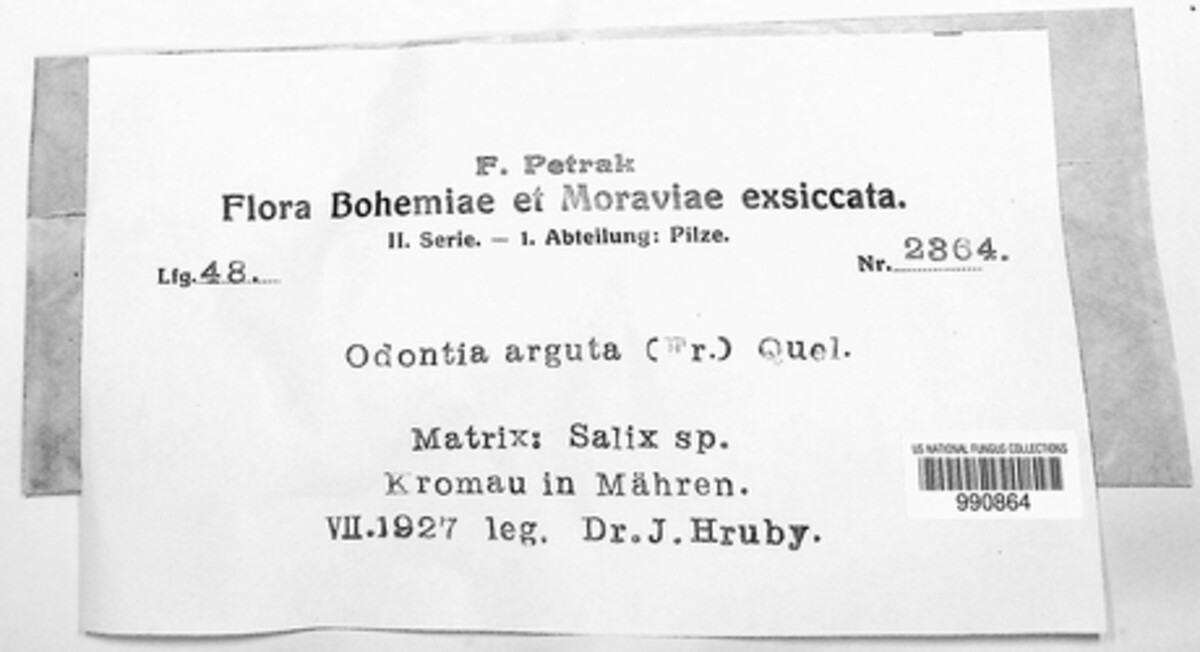 F. Petrak
Flora Bohemiae et Moraviae exsiccata.
II. Serie. — 1. Abteilung: Pilze.
Lfg. 48.
Nr. 2364.
Odontia arguta (Fr.) Quel.
Matrix: Salix sp.
Kromau in Mähren.
VII.1927 leg. Dr. J. Hruby.
US NATIONAL FUNGUS COLLECTIONS
990864